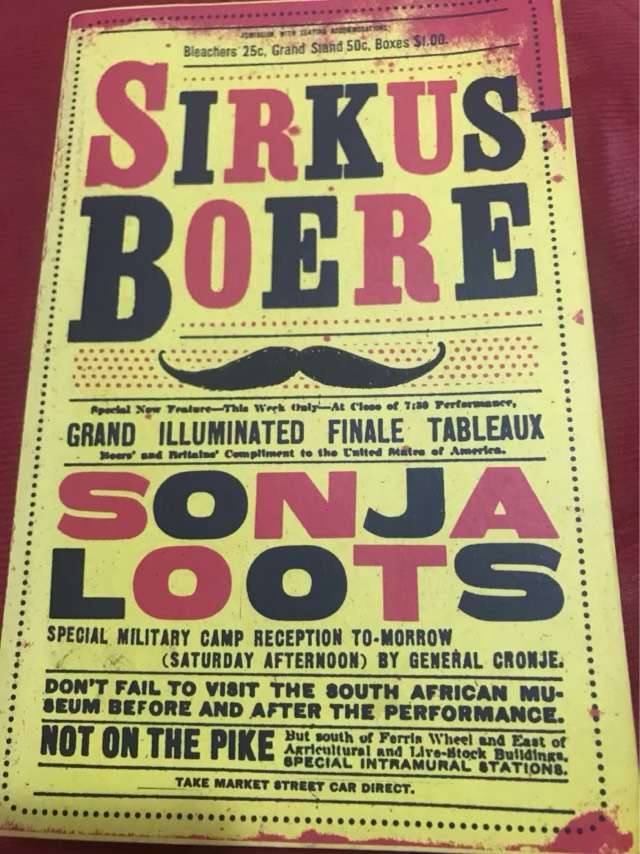 ADMISSION, WITH SEATING ACCOMMODATIONS:
Bleachers 25c, Grand Stand 50c, Boxes $1.00.
SIRKUS-
BOERE
Special New Feature—This Week Only—At Close of 7:30 Performance,
GRAND ILLUMINATED FINALE TABLEAUX
Boers' and Britains' Compliment to the United States of America.
SONJA
LOOTS
SPECIAL MILITARY CAMP RECEPTION TO-MORROW
(SATURDAY AFTERNOON) BY GENERAL CRONJE.
DON'T FAIL TO VISIT THE SOUTH AFRICAN MU-
SEUM BEFORE AND AFTER THE PERFORMANCE.
NOT ON THE PIKE But south of Ferris Wheel and East of
Agricultural and Live-Stock Buildings.
SPECIAL INTRAMURAL STATIONS.
TAKE MARKET STREET CAR DIRECT.